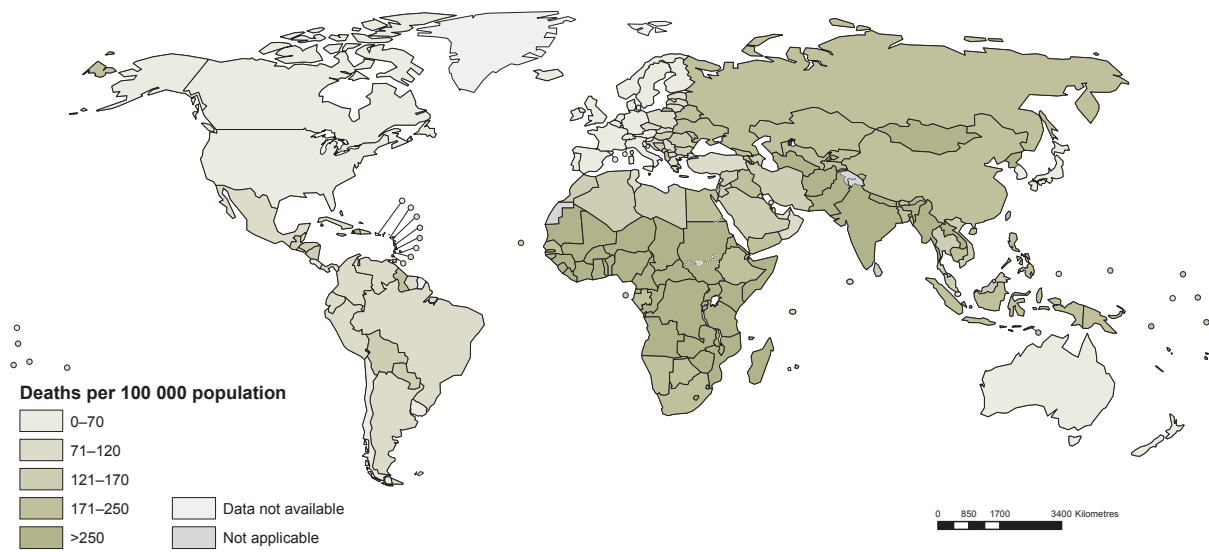 Deaths per 100 000 population
0–70
71–120
121–170
171–250
>250
Data not available
Not applicable
0 850 1700 3400 Kilometres